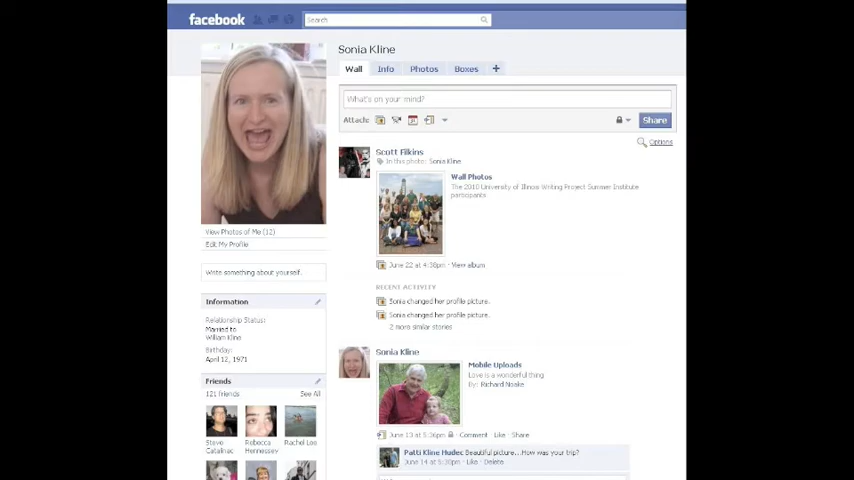 facebook
Search
Sonia Kline
Wall Info Photos Boxes +
What's on your mind?
Attach:
Share
Options
Scott Filkins
In this photo: Sonia Kline
Wall Photos
The 2010 University of Illinois Writing Project Summer Institute
participants
View Photos of Me (12)
Edit My Profile
June 22 at 4:38pm · View album
Write something about yourself.
RECENT ACTIVITY
Sonia changed her profile picture.
Sonia changed her profile picture.
2 more similar stories
Information
Relationship Status:
Married to
William Kline
Birthday:
April 12, 1971
Sonia Kline
Mobile Uploads
Love is a wonderful thing
By: Richard Noake
Friends
121 friends See All
Steve
Catalinac
Rebecca
Hennessey
Rachel Lee
June 13 at 5:36pm Comment · Like · Share
Patti Kline Hudec Beautiful picture...How was your trip?
June 14 at 6:30pm · Like · Delete